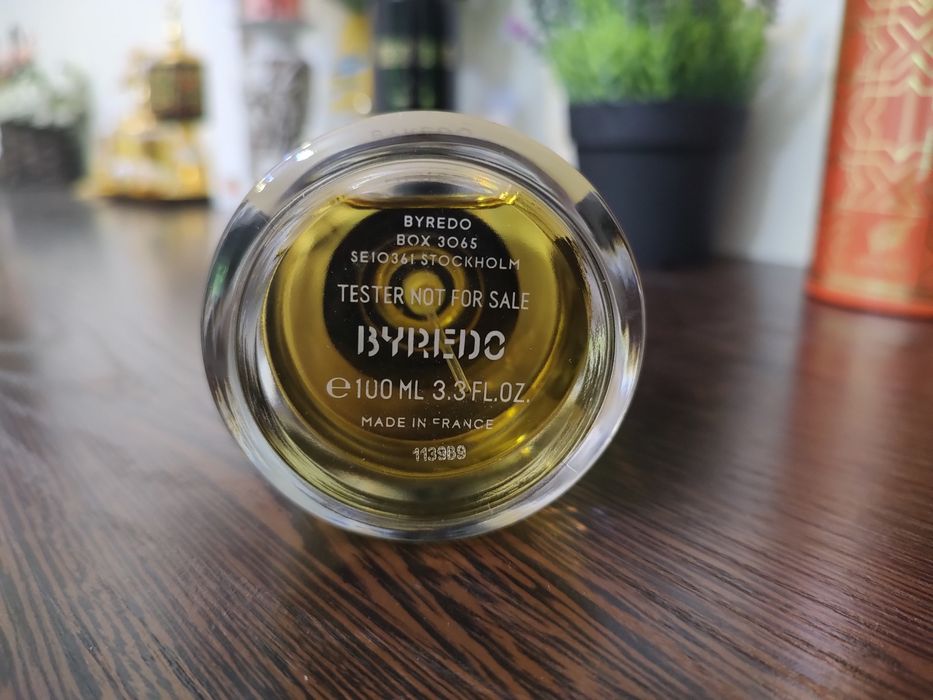 BYREDO
BOX 3065
SE10361 STOCKHOLM
TESTER NOT FOR SALE
BYREDO
℮100 ML 3.3 FL.OZ.
MADE IN FRANCE
1139B9